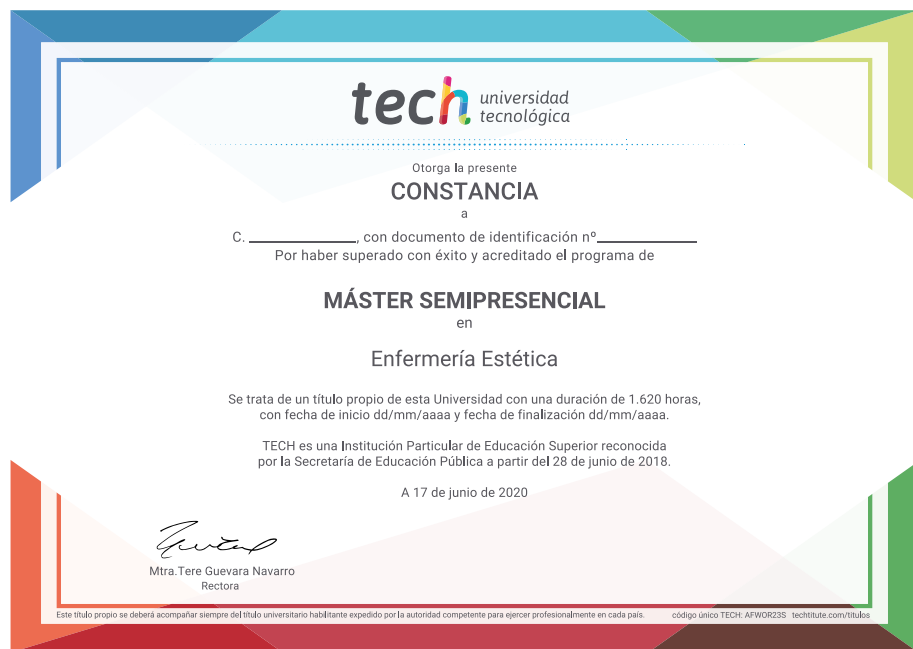 tech universidad
tecnológica
Otorga la presente
CONSTANCIA
a
C. ____________, con documento de identificación nº____________
Por haber superado con éxito y acreditado el programa de
MÁSTER SEMIPRESENCIAL
en
Enfermería Estética
Se trata de un título propio de esta Universidad con una duración de 1.620 horas,
con fecha de inicio dd/mm/aaaa y fecha de finalización dd/mm/aaaa.
TECH es una Institución Particular de Educación Superior reconocida
por la Secretaría de Educación Pública a partir del 28 de junio de 2018.
A 17 de junio de 2020
Mtra.Tere Guevara Navarro
Rectora
Este título propio se deberá acompañar siempre del título universitario habilitante expedido por la autoridad competente para ejercer profesionalmente en cada país. código único TECH: AFWOR23S techtitute.com/titulos